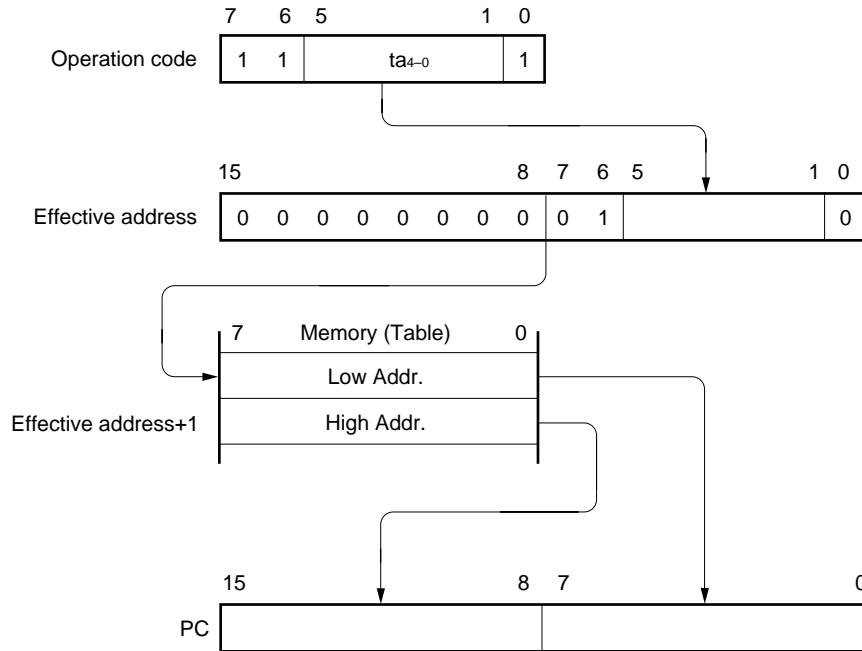 7 6 5 1 0
Operation code 1 1 ta4–0 1
15 8 7 6 5 1 0
Effective address 0 0 0 0 0 0 0 0 0 1 0
7 Memory (Table) 0
Low Addr.
Effective address+1 High Addr.
15 8 7 0
PC